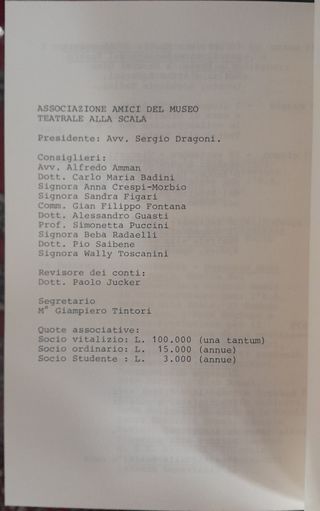 ASSOCIAZIONE AMICI DEL MUSEO
TEATRALE ALLA SCALA
Presidente: Avv. Sergio Dragoni.
Consiglieri:
Avv. Alfredo Amman
Dott. Carlo Maria Badini
Signora Anna Crespi-Morbio
Signora Sandra Figari
Comm. Gian Filippo Fontana
Dott. Alessandro Guasti
Prof. Simonetta Puccini
Signora Beba Radaelli
Dott. Pio Saibene
Signora Wally Toscanini
Revisore dei conti:
Dott. Paolo Jucker
Segretario
M° Giampiero Tintori
Quote associative:
Socio vitalizio: L. 100.000 (una tantum)
Socio ordinario: L. 15.000 (annue)
Socio Studente : L. 3.000 (annue)